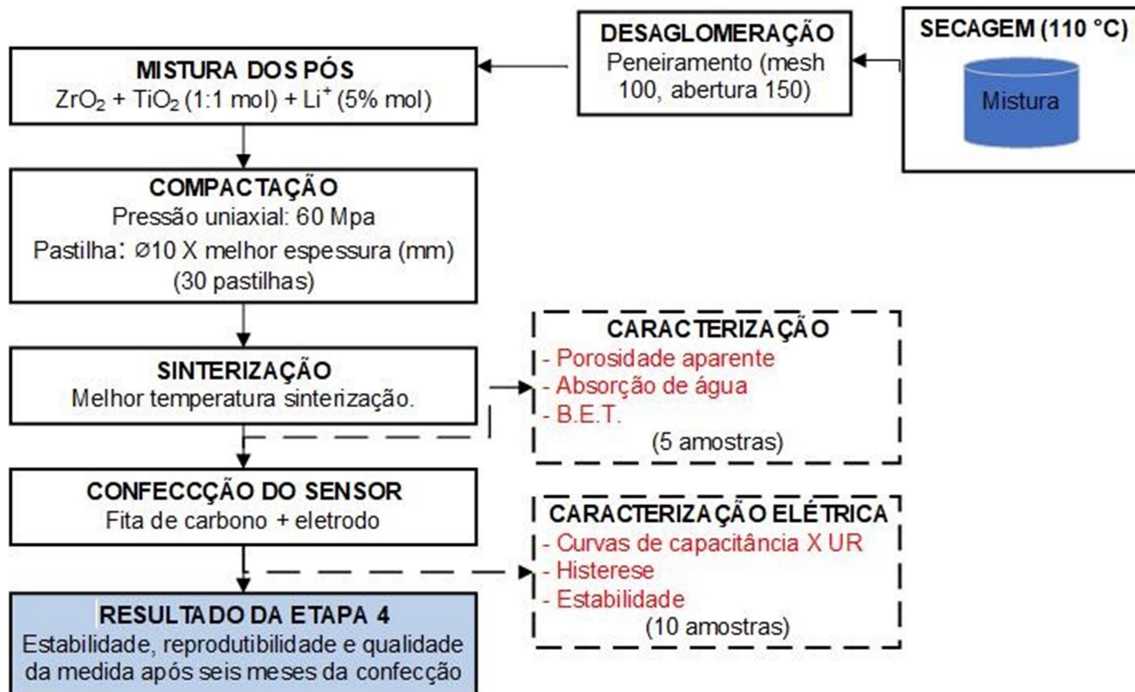 SECAGEM (110 °C)
Mistura
DESAGLOMERAÇÃO
Peneiramento (mesh
100, abertura 150)
MISTURA DOS PÓS
ZrO₂ + TiO₂ (1:1 mol) + Li⁺ (5% mol)
COMPACTAÇÃO
Pressão uniaxial: 60 Mpa
Pastilha: Ø10 X melhor espessura (mm)
(30 pastilhas)
SINTERIZAÇÃO
Melhor temperatura sinterização.
CARACTERIZAÇÃO
- Porosidade aparente
- Absorção de água
- B.E.T.
(5 amostras)
CONFECCÇÃO DO SENSOR
Fita de carbono + eletrodo
CARACTERIZAÇÃO ELÉTRICA
- Curvas de capacitância X UR
- Histerese
- Estabilidade
(10 amostras)
RESULTADO DA ETAPA 4
Estabilidade, reprodutibilidade e qualidade
da medida após seis meses da confecção